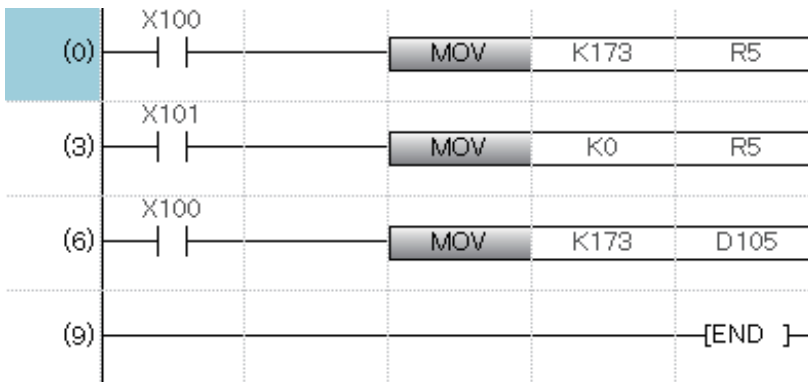 X100
(0) MOV K173 R5
X101
(3) MOV K0 R5
X100
(6) MOV K173 D105
(9) [END ]